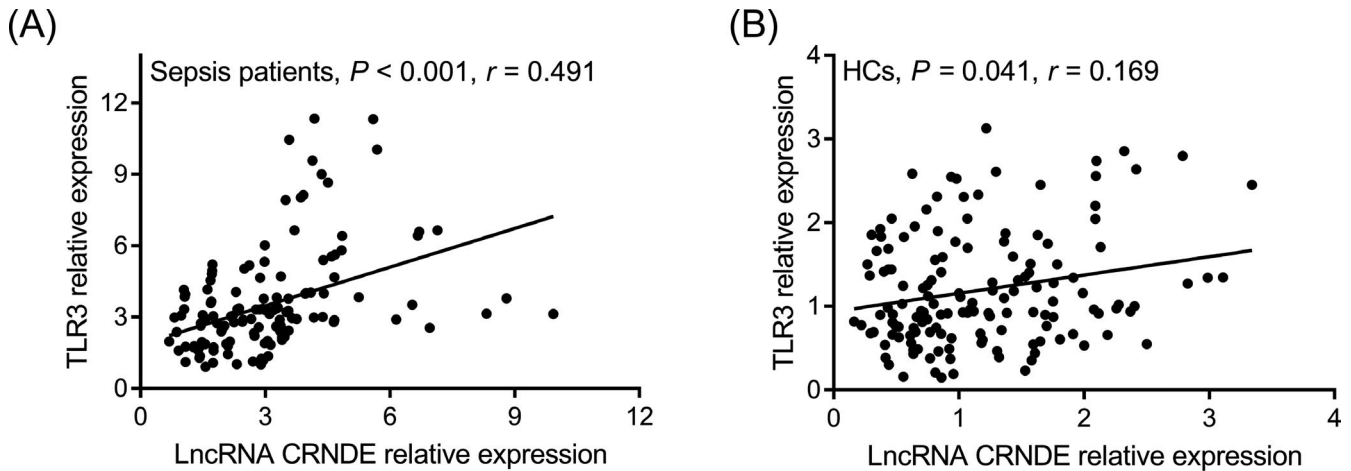 (A)
Sepsis patients, P < 0.001, r = 0.491
TLR3 relative expression
12
9
6
3
0
0 3 6 9 12
LncRNA CRNDE relative expression
(B)
HCs, P = 0.041, r = 0.169
TLR3 relative expression
4
3
2
1
0
0 1 2 3 4
LncRNA CRNDE relative expression